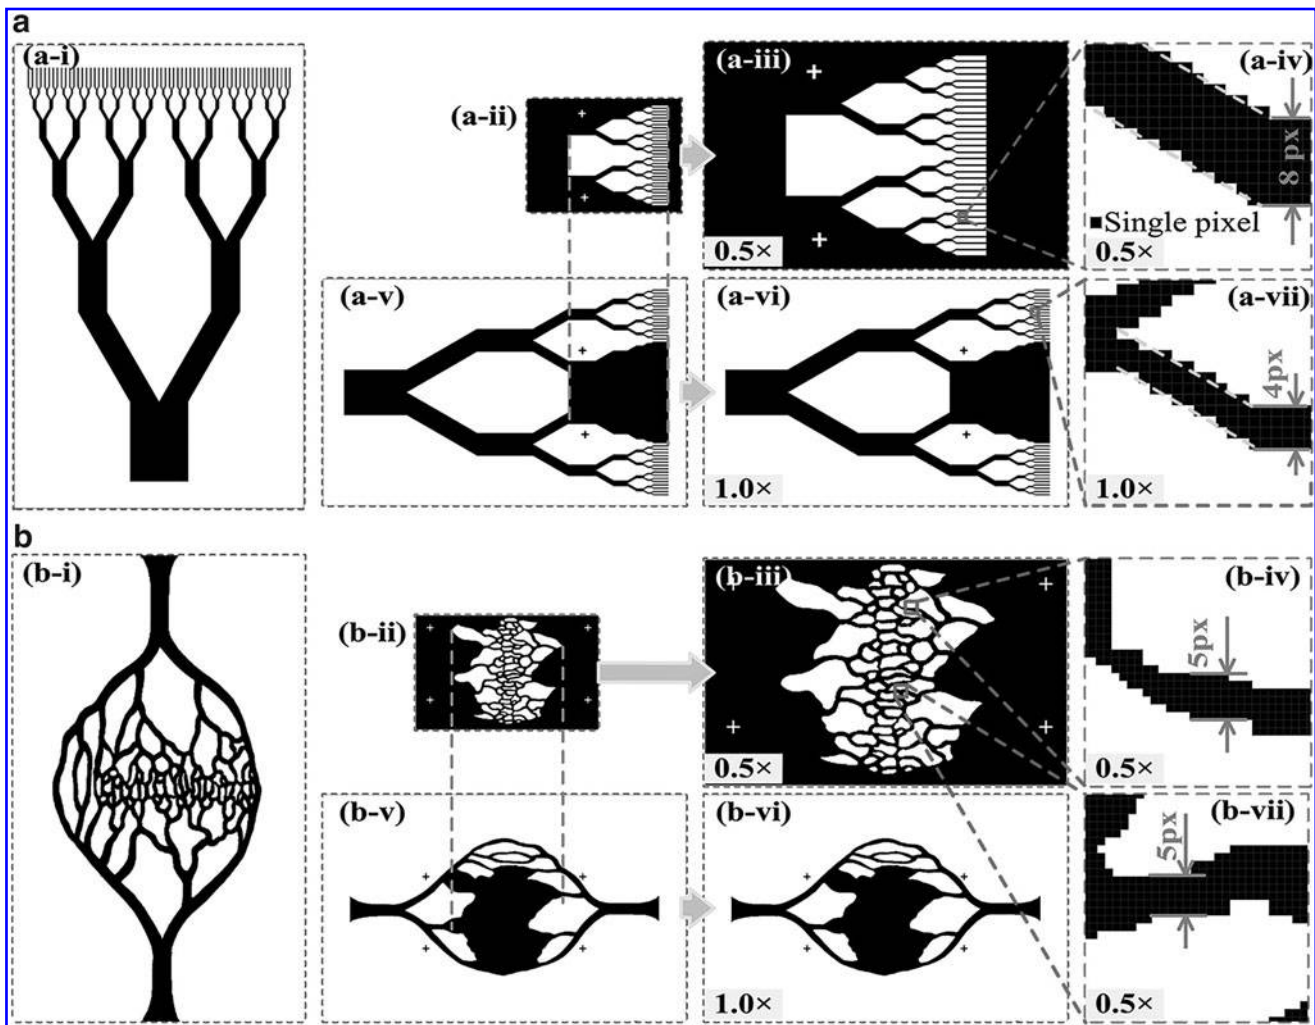 a
(a-i)
(a-ii)
(a-iii)
0.5×
(a-iv)
8 px
■Single pixel
0.5×
(a-v)
(a-vi)
1.0×
(a-vii)
4px
1.0×
b
(b-i)
(b-ii)
(b-iii)
0.5×
(b-iv)
5px
0.5×
(b-v)
(b-vi)
1.0×
(b-vii)
5px
0.5×